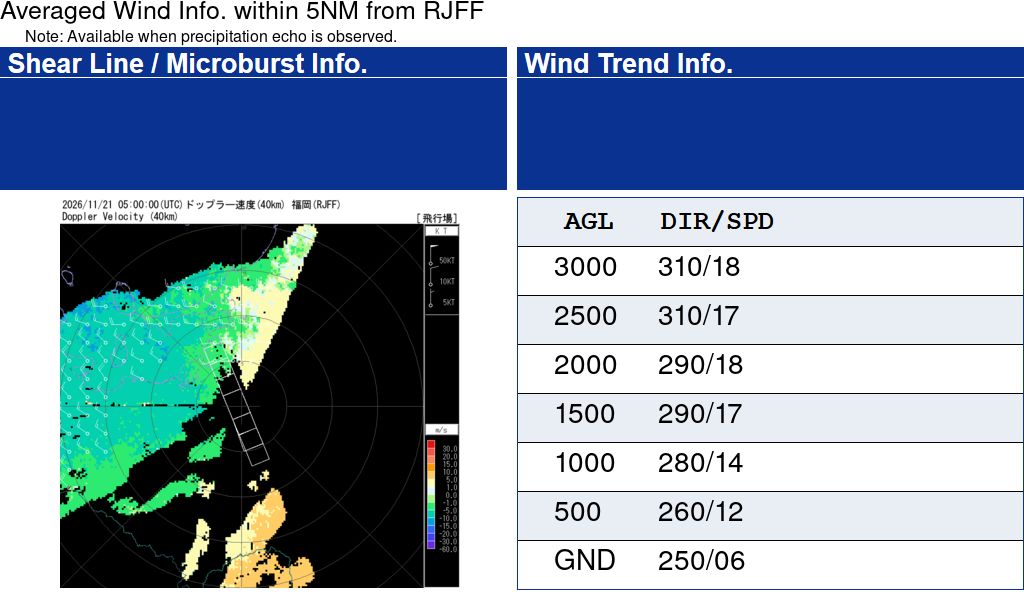 Averaged Wind Info. within 5NM from RJFF
Note: Available when precipitation echo is observed.
Shear Line / Microburst Info.
Wind Trend Info.
2026/11/21 05:00:00(UTC) ドップラー速度(40km) 福岡(RJFF)
Doppler Velocity (40km)
[飛行場]
K T
50KT
10KT
5KT
m/s
30.0
20.0
15.0
10.0
5.0
1.0
0.0
-1.0
-5.0
-10.0
-15.0
-20.0
-30.0
-60.0
AGL DIR/SPD
3000 310/18
2500 310/17
2000 290/18
1500 290/17
1000 280/14
500 260/12
GND 250/06